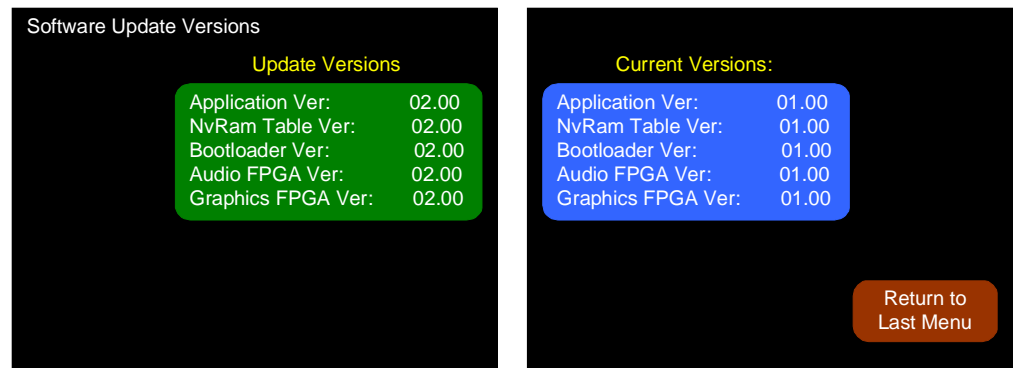 Software Update Versions
Update Versions
Application Ver: 02.00
NvRam Table Ver: 02.00
Bootloader Ver: 02.00
Audio FPGA Ver: 02.00
Graphics FPGA Ver: 02.00
Current Versions:
Application Ver: 01.00
NvRam Table Ver: 01.00
Bootloader Ver: 01.00
Audio FPGA Ver: 01.00
Graphics FPGA Ver: 01.00
Return to
Last Menu